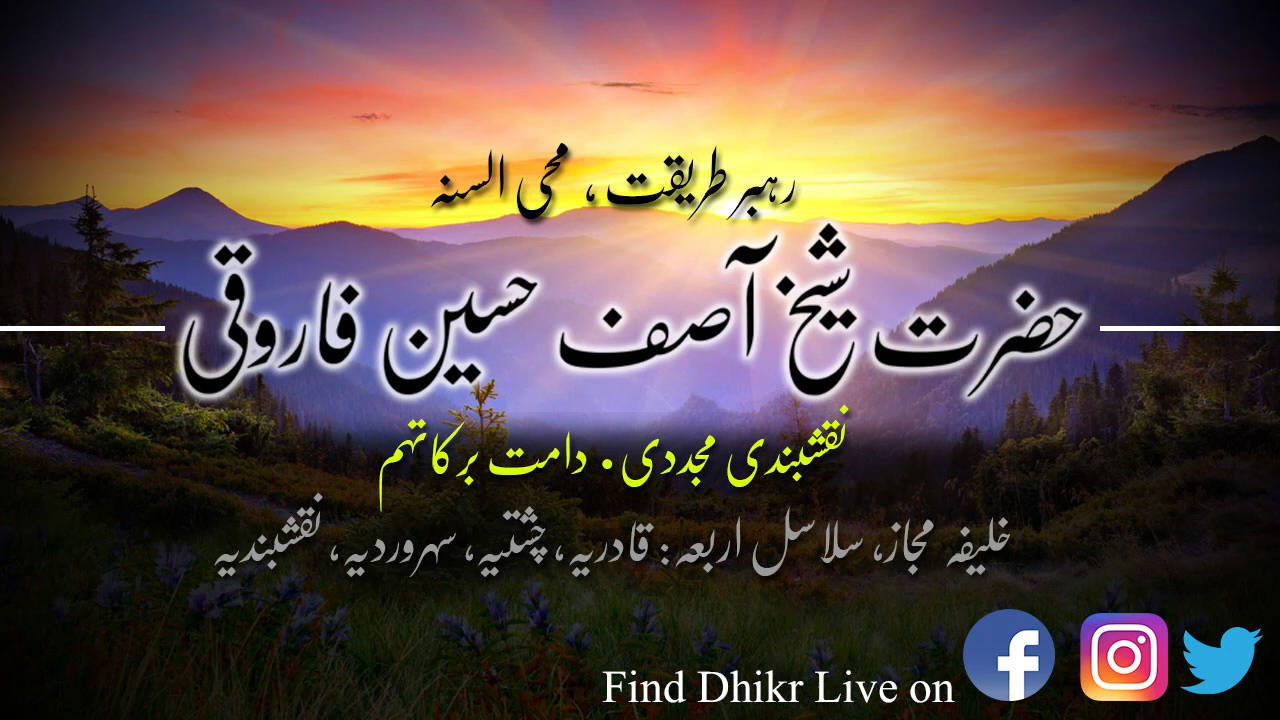 رہبر طریقت ، محی السنہ
حضرت شیخ آصف حسین فاروقی
نقشبندی مجددی . دامت برکاتہم
خلیفہ مجاز، سلاسل اربعہ: قادریہ، چشتیہ، سہروردیہ، نقشبندیہ
Find Dhikr Live on